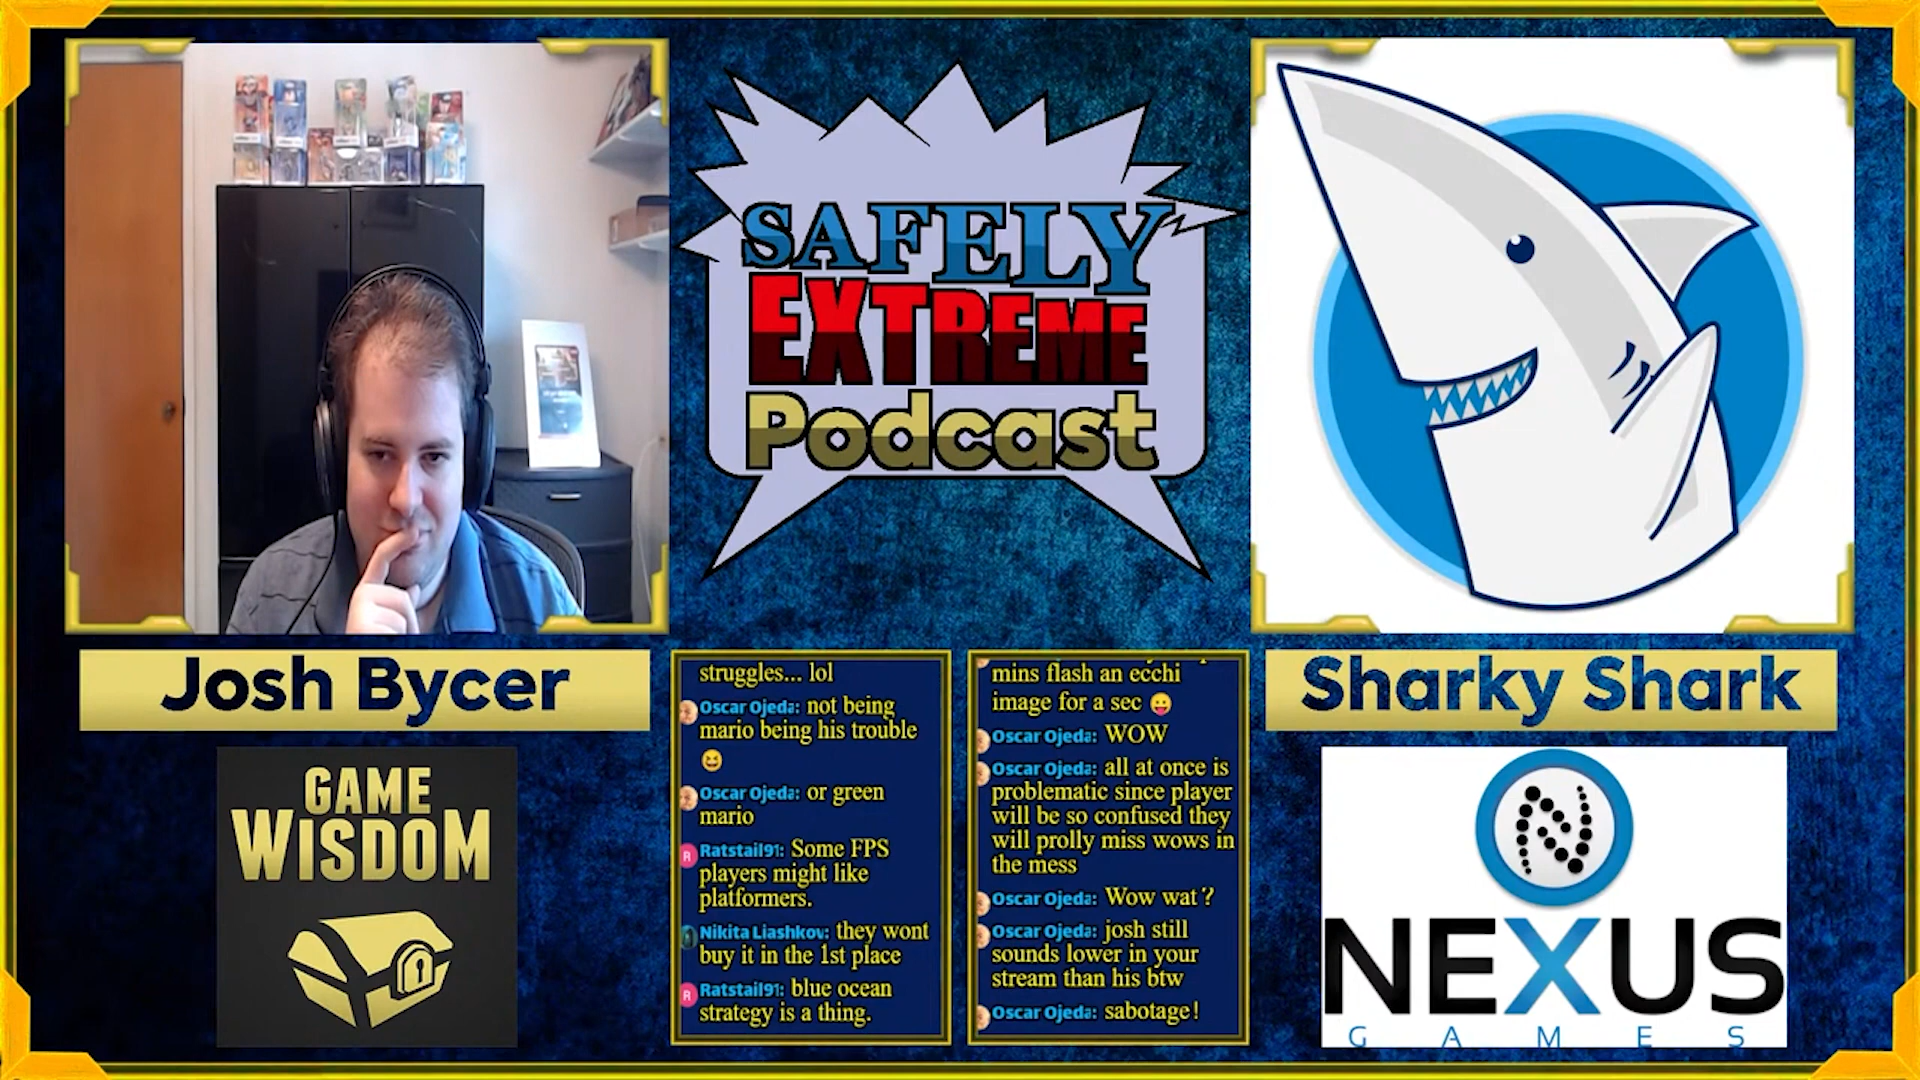 SAFELY
EXTREME
Podcast
Josh Bycer
Sharky Shark
GAME
WISDOM
struggles... lol
Oscar Ojeda: not being
mario being his trouble
😆
Oscar Ojeda: or green
mario
R Ratstail91: Some FPS
players might like
platformers.
Nikita Liashkov: they wont
buy it in the 1st place
R Ratstail91: blue ocean
strategy is a thing.
mins flash an ecchi
image for a sec 😜
Oscar Ojeda: WOW
Oscar Ojeda: all at once is
problematic since player
will be so confused they
will prolly miss wows in
the mess
Oscar Ojeda: Wow wat ?
Oscar Ojeda: josh still
sounds lower in your
stream than his btw
Oscar Ojeda: sabotage!
N
NEXUS
GAMES